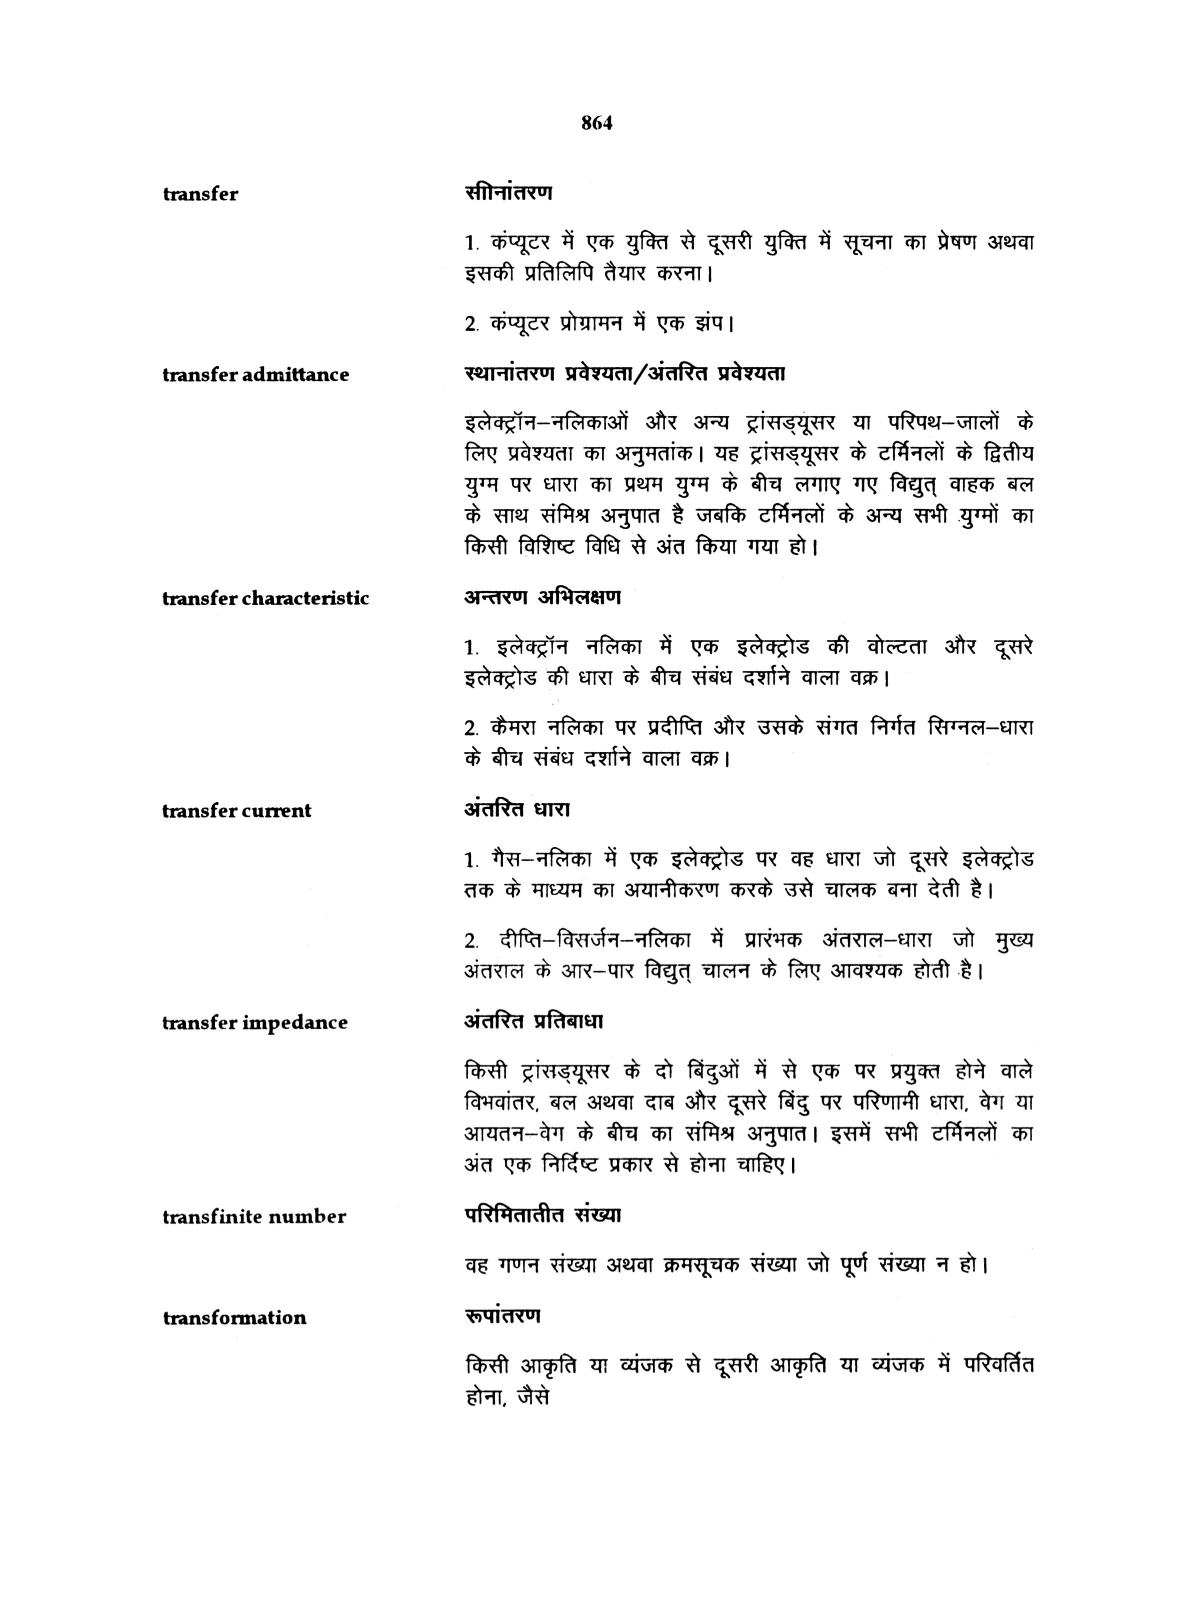 864
transfer सीानांतरण
1. कंप्यूटर में एक युक्ति से दूसरी युक्ति में सूचना का प्रेषण अथवा
इसकी प्रतिलिपि तैयार करना।
2. कंप्यूटर प्रोग्रामन में एक झंप।
transfer admittance स्थानांतरण प्रवेश्यता/अंतरित प्रवेश्यता
इलेक्ट्रॉन–नलिकाओं और अन्य ट्रांसड्यूसर या परिपथ–जालों के
लिए प्रवेश्यता का अनुमतांक। यह ट्रांसड्यूसर के टर्मिनलों के द्वितीय
युग्म पर धारा का प्रथम युग्म के बीच लगाए गए विद्युत् वाहक बल
के साथ संमिश्र अनुपात है जबकि टर्मिनलों के अन्य सभी युग्मों का
किसी विशिष्ट विधि से अंत किया गया हो।
transfer characteristic अन्तरण अभिलक्षण
1. इलेक्ट्रॉन नलिका में एक इलेक्ट्रोड की वोल्टता और दूसरे
इलेक्ट्रोड की धारा के बीच संबंध दर्शाने वाला वक्र।
2. कैमरा नलिका पर प्रदीप्ति और उसके संगत निर्गत सिग्नल–धारा
के बीच संबंध दर्शाने वाला वक्र।
transfer current अंतरित धारा
1. गैस–नलिका में एक इलेक्ट्रोड पर वह धारा जो दूसरे इलेक्ट्रोड
तक के माध्यम का अयानीकरण करके उसे चालक बना देती है।
2. दीप्ति–विसर्जन–नलिका में प्रारंभक अंतराल–धारा जो मुख्य
अंतराल के आर–पार विद्युत् चालन के लिए आवश्यक होती है।
transfer impedance अंतरित प्रतिबाधा
किसी ट्रांसड्यूसर के दो बिंदुओं में से एक पर प्रयुक्त होने वाले
विभवांतर, बल अथवा दाब और दूसरे बिंदु पर परिणामी धारा, वेग या
आयतन–वेग के बीच का संमिश्र अनुपात। इसमें सभी टर्मिनलों का
अंत एक निर्दिष्ट प्रकार से होना चाहिए।
transfinite number परिमितातीत संख्या
वह गणन संख्या अथवा क्रमसूचक संख्या जो पूर्ण संख्या न हो।
transformation रूपांतरण
किसी आकृति या व्यंजक से दूसरी आकृति या व्यंजक में परिवर्तित
होना, जैसे